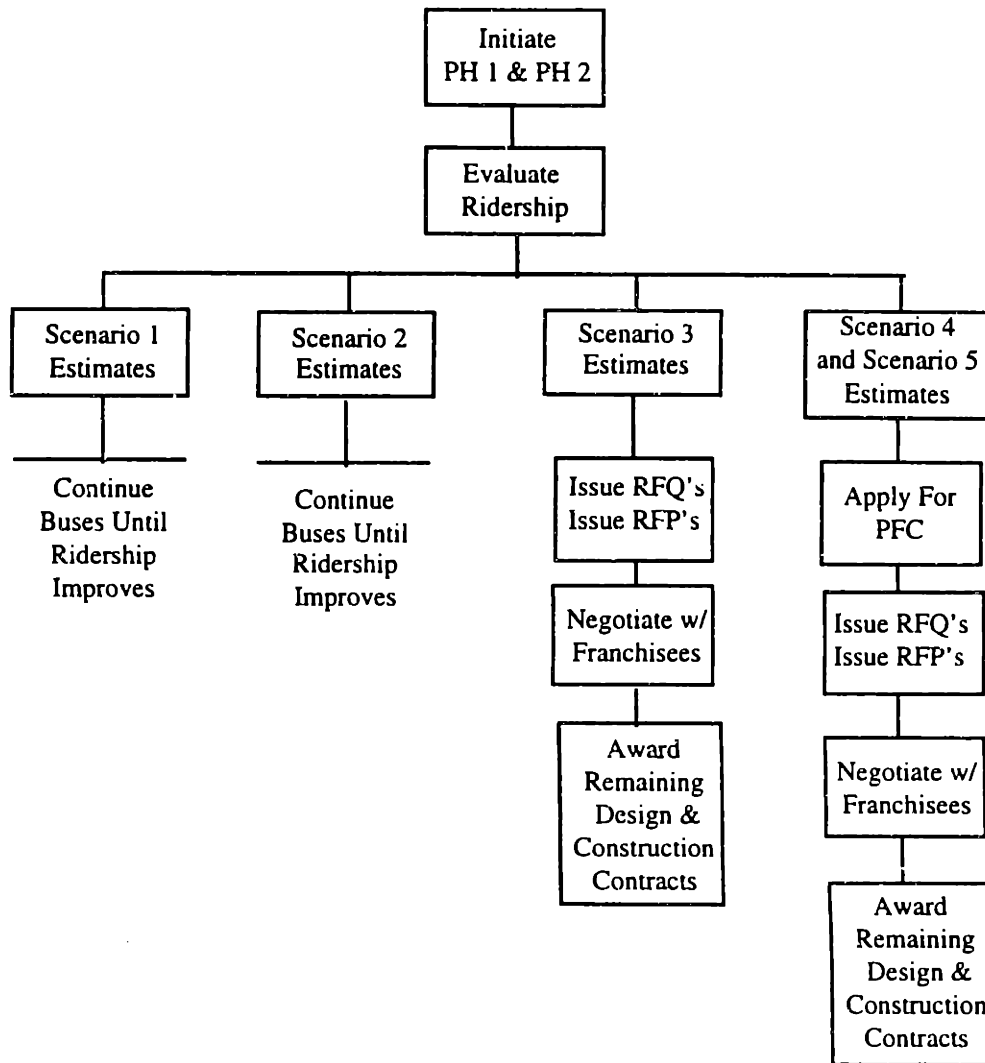 Initiate
PH 1 & PH 2
Evaluate
Ridership
Scenario 1
Estimates
Scenario 2
Estimates
Scenario 3
Estimates
Scenario 4
and Scenario 5
Estimates
Continue
Buses Until
Ridership
Improves
Continue
Buses Until
Ridership
Improves
Issue RFQ's
Issue RFP's
Negotiate w/
Franchisees
Award
Remaining
Design &
Construction
Contracts
Apply For
PFC
Issue RFQ's
Issue RFP's
Negotiate w/
Franchisees
Award
Remaining
Design &
Construction
Contracts